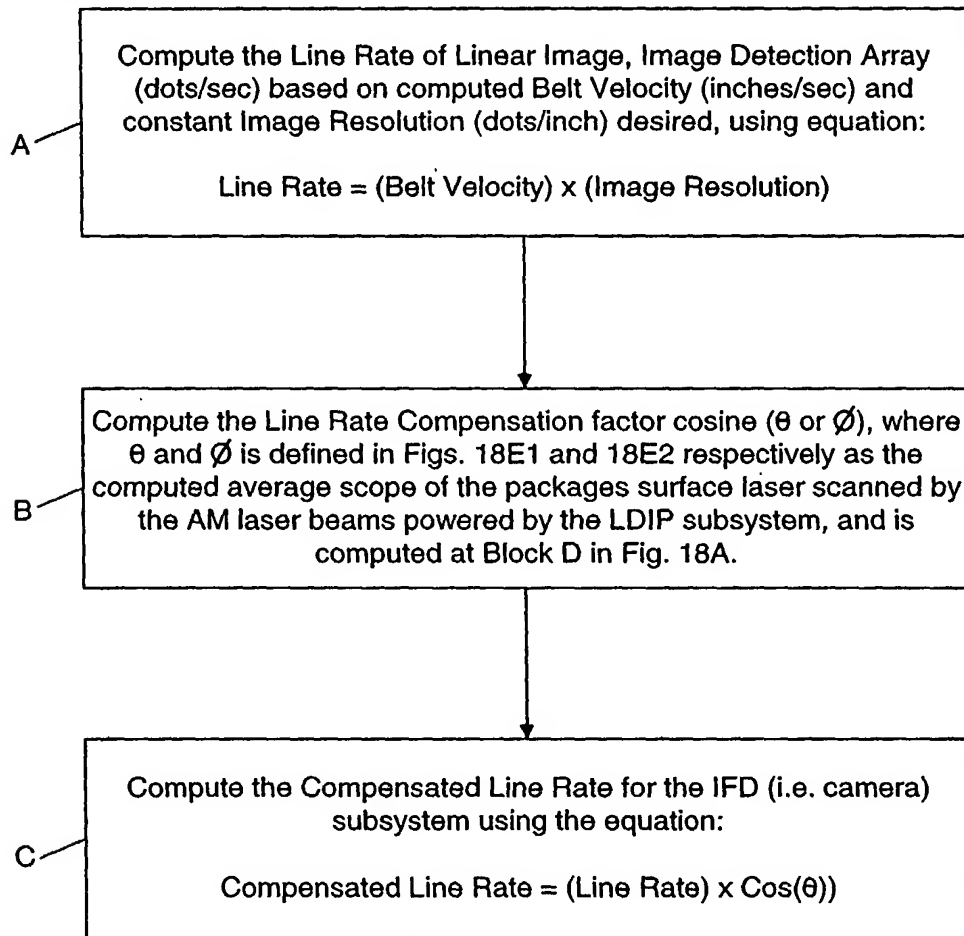 Compute the Line Rate of Linear Image, Image Detection Array
(dots/sec) based on computed Belt Velocity (inches/sec) and
constant Image Resolution (dots/inch) desired, using equation:
A
Line Rate = (Belt Velocity) x (Image Resolution)
Compute the Line Rate Compensation factor cosine (θ or Ø), where
θ and Ø is defined in Figs. 18E1 and 18E2 respectively as the
computed average scope of the packages surface laser scanned by
B
the AM laser beams powered by the LDIP subsystem, and is
computed at Block D in Fig. 18A.
Compute the Compensated Line Rate for the IFD (i.e. camera)
subsystem using the equation:
C
Compensated Line Rate = (Line Rate) x Cos(θ))